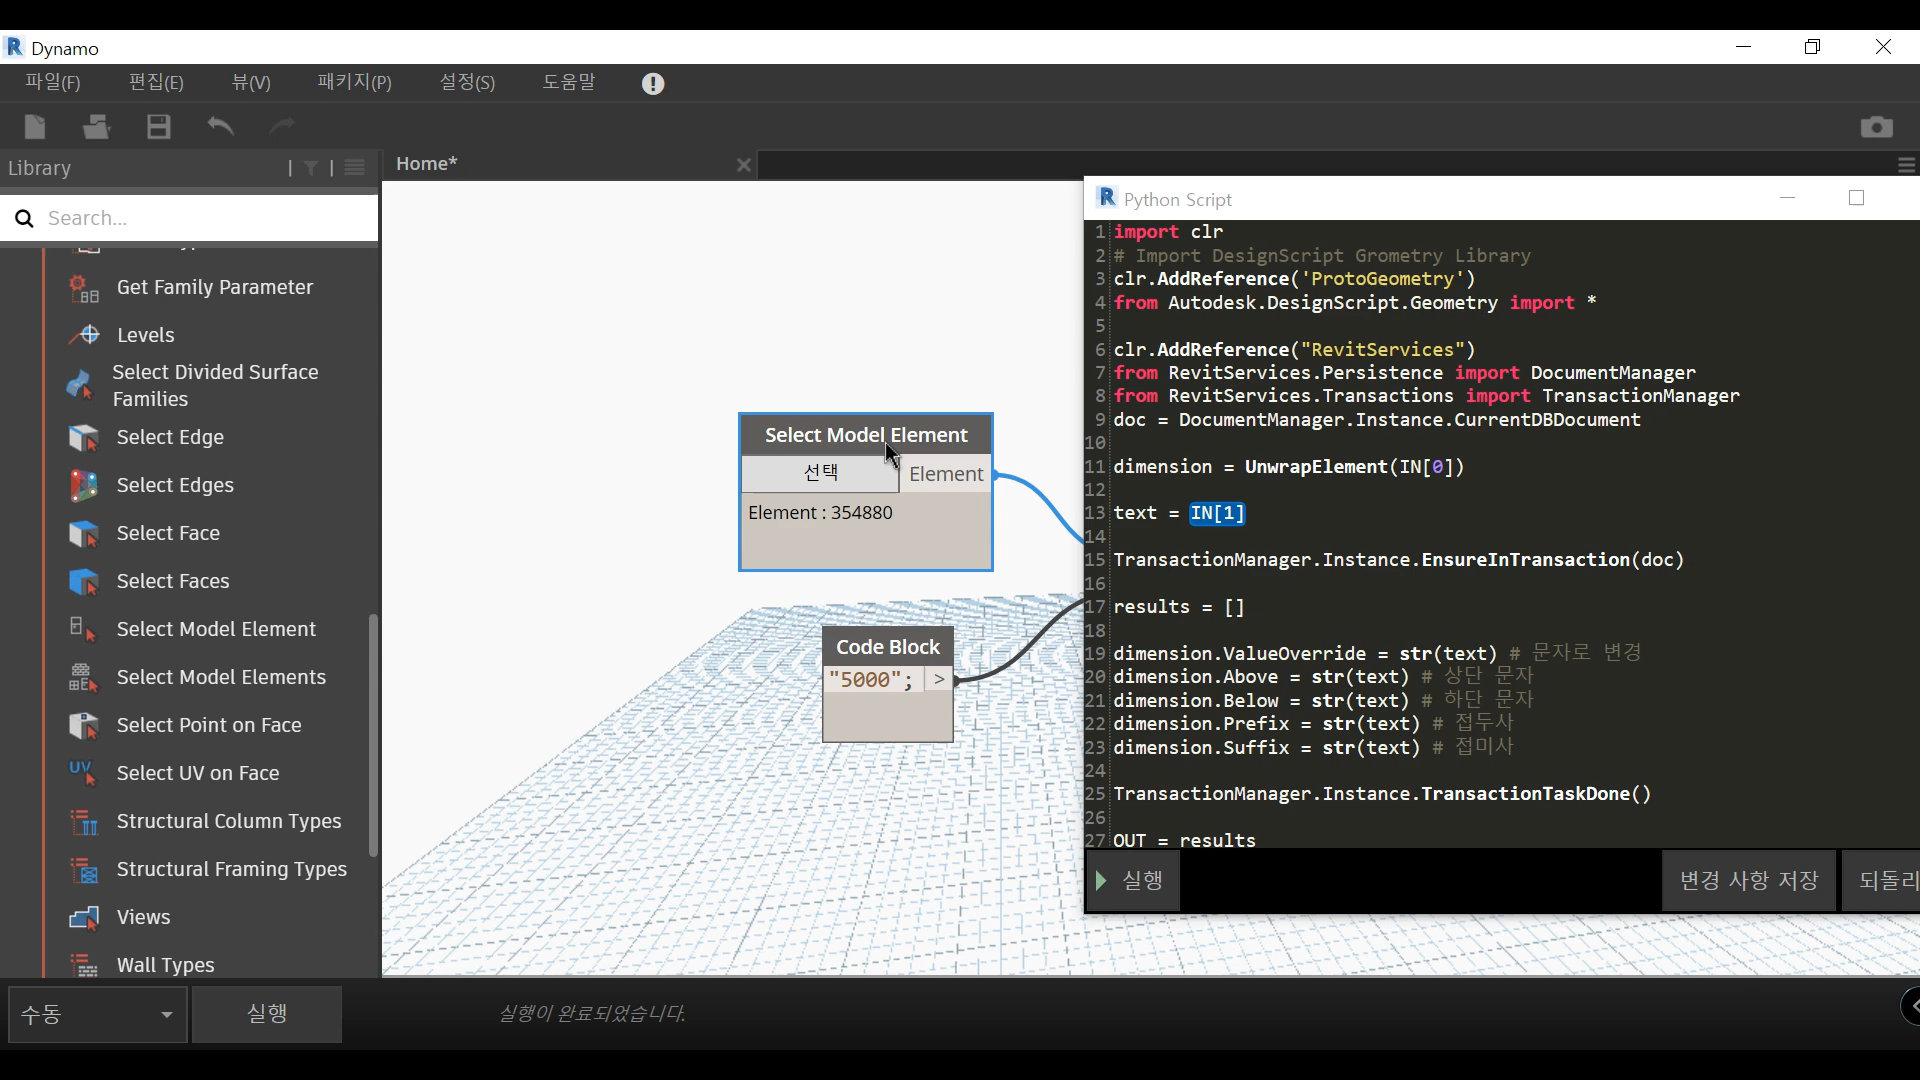 Dynamo
파일(F) 편집(E) 뷰(V) 패키지(P) 설정(S) 도움말
Library
Home*
Search...
Get Family Parameter
Levels
Select Divided Surface
Families
Select Edge
Select Edges
Select Face
Select Faces
Select Model Element
Select Model Elements
Select Point on Face
UV
Select UV on Face
Structural Column Types
Structural Framing Types
Views
Wall Types
Select Model Element
선택 Element
Element : 354880
Code Block
"5000"; >
Python Script
1 import clr
2 # Import DesignScript Grometry Library
3 clr.AddReference('ProtoGeometry')
4 from Autodesk.DesignScript.Geometry import *
5
6 clr.AddReference("RevitServices")
7 from RevitServices.Persistence import DocumentManager
8 from RevitServices.Transactions import TransactionManager
9 doc = DocumentManager.Instance.CurrentDBDocument
10
11 dimension = UnwrapElement(IN[0])
12
13 text = IN[1]
14
15 TransactionManager.Instance.EnsureInTransaction(doc)
16
17 results = []
18
19 dimension.ValueOverride = str(text) # 문자로 변경
20 dimension.Above = str(text) # 상단 문자
21 dimension.Below = str(text) # 하단 문자
22 dimension.Prefix = str(text) # 접두사
23 dimension.Suffix = str(text) # 접미사
24
25 TransactionManager.Instance.TransactionTaskDone()
26
27 OUT = results
실행 변경 사항 저장 되돌리
수동 실행 실행이 완료되었습니다.